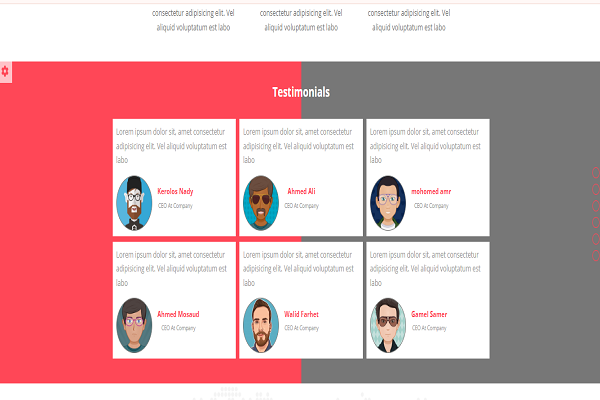 consectetur adipisicing elit. Vel consectetur adipisicing elit. Vel consectetur adipisicing elit. Vel
aliquid voluptatum est labo aliquid voluptatum est labo aliquid voluptatum est labo
Testimonials
Lorem ipsum dolor sit, amet consectetur
adipisicing elit. Vel aliquid voluptatum est
labo
Kerolos Nady
CEO At Company
Lorem ipsum dolor sit, amet consectetur
adipisicing elit. Vel aliquid voluptatum est
labo
Ahmed Ali
CEO At Company
Lorem ipsum dolor sit, amet consectetur
adipisicing elit. Vel aliquid voluptatum est
labo
mohomed amr
CEO At Company
Lorem ipsum dolor sit, amet consectetur
adipisicing elit. Vel aliquid voluptatum est
labo
Ahmed Mosaud
CEO At Company
Lorem ipsum dolor sit, amet consectetur
adipisicing elit. Vel aliquid voluptatum est
labo
Walid Farhet
CEO At Company
Lorem ipsum dolor sit, amet consectetur
adipisicing elit. Vel aliquid voluptatum est
labo
Gamel Samer
CEO At Company